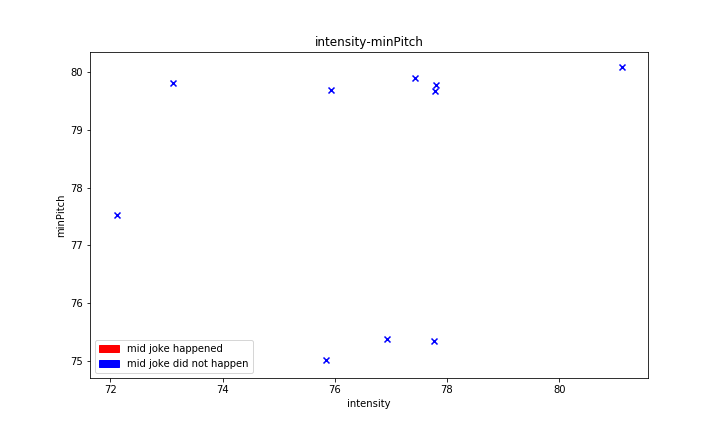 intensity-minPitch
80
79
78
77
76
75
minPitch
mid joke happened
mid joke did not happen
72
74
76
78
80
intensity